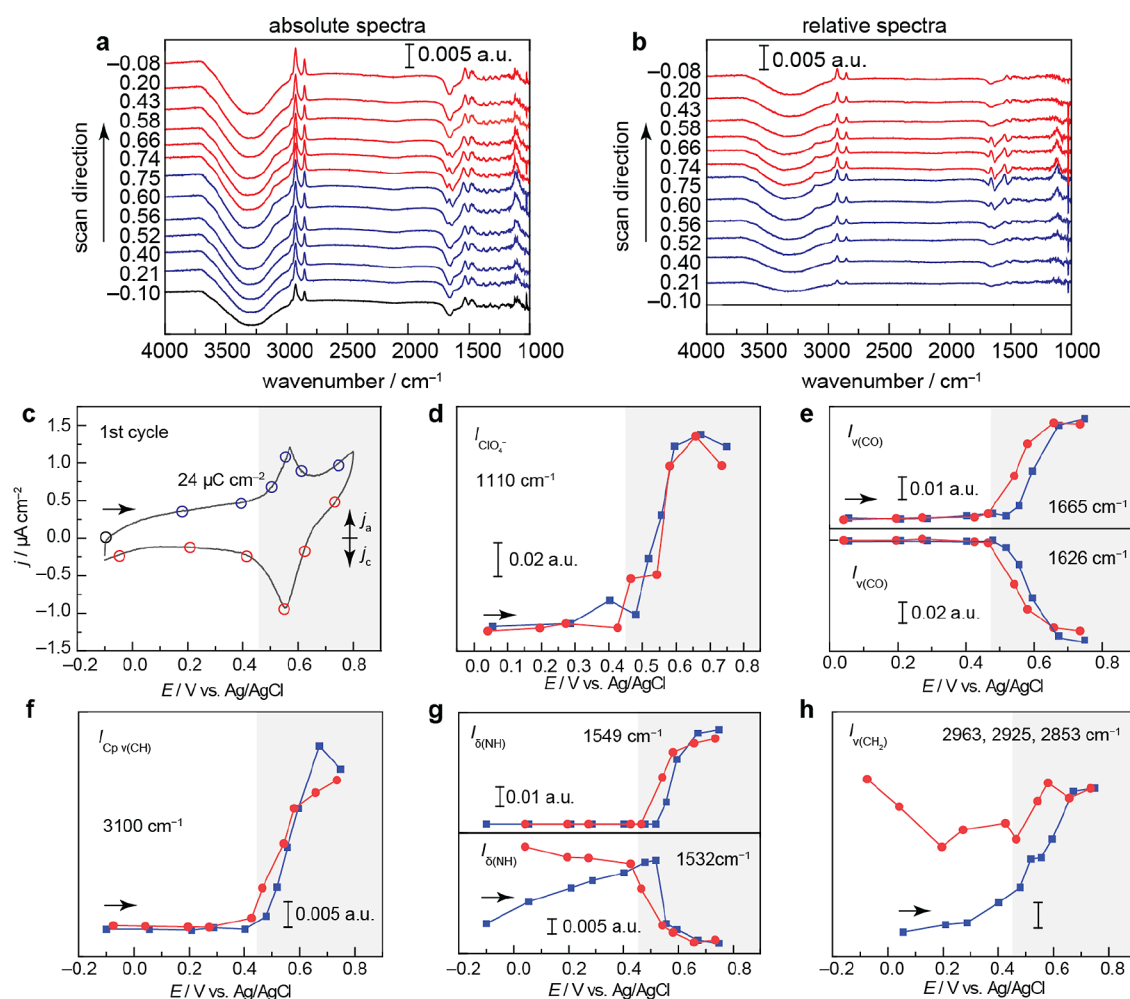 absolute spectra
a
0.005 a.u.
−0.08
0.20
0.43
0.58
0.66
0.74
0.75
0.60
0.56
0.52
0.40
0.21
−0.10
scan direction
4000 3500 3000 2500 2000 1500 1000
wavenumber / cm⁻¹
relative spectra
b
0.005 a.u.
−0.08
0.20
0.43
0.58
0.66
0.74
0.75
0.60
0.56
0.52
0.40
0.21
−0.10
scan direction
4000 3500 3000 2500 2000 1500 1000
wavenumber / cm⁻¹
c
1st cycle
24 µC cm⁻²
jₐ
j_c
1.5
1.0
0.5
0.0
−0.5
−1.0
−1.5
j / µA cm⁻²
−0.2 0.0 0.2 0.4 0.6 0.8
E / V vs. Ag/AgCl
d
I_ClO₄⁻
1110 cm⁻¹
0.02 a.u.
0.0 0.1 0.2 0.3 0.4 0.5 0.6 0.7 0.8
E / V vs. Ag/AgCl
e
I_ν(CO)
0.01 a.u.
1665 cm⁻¹
1626 cm⁻¹
I_ν(CO)
0.02 a.u.
0.0 0.2 0.4 0.6 0.8
E / V vs. Ag/AgCl
f
I_Cp ν(CH)
3100 cm⁻¹
0.005 a.u.
−0.2 0.0 0.2 0.4 0.6 0.8
E / V vs. Ag/AgCl
g
I_δ(NH)
1549 cm⁻¹
0.01 a.u.
I_δ(NH)
1532cm⁻¹
0.005 a.u.
−0.2 0.0 0.2 0.4 0.6 0.8
E / V vs. Ag/AgCl
h
I_ν(CH₂)
2963, 2925, 2853 cm⁻¹
−0.2 0.0 0.2 0.4 0.6 0.8
E / V vs. Ag/AgCl